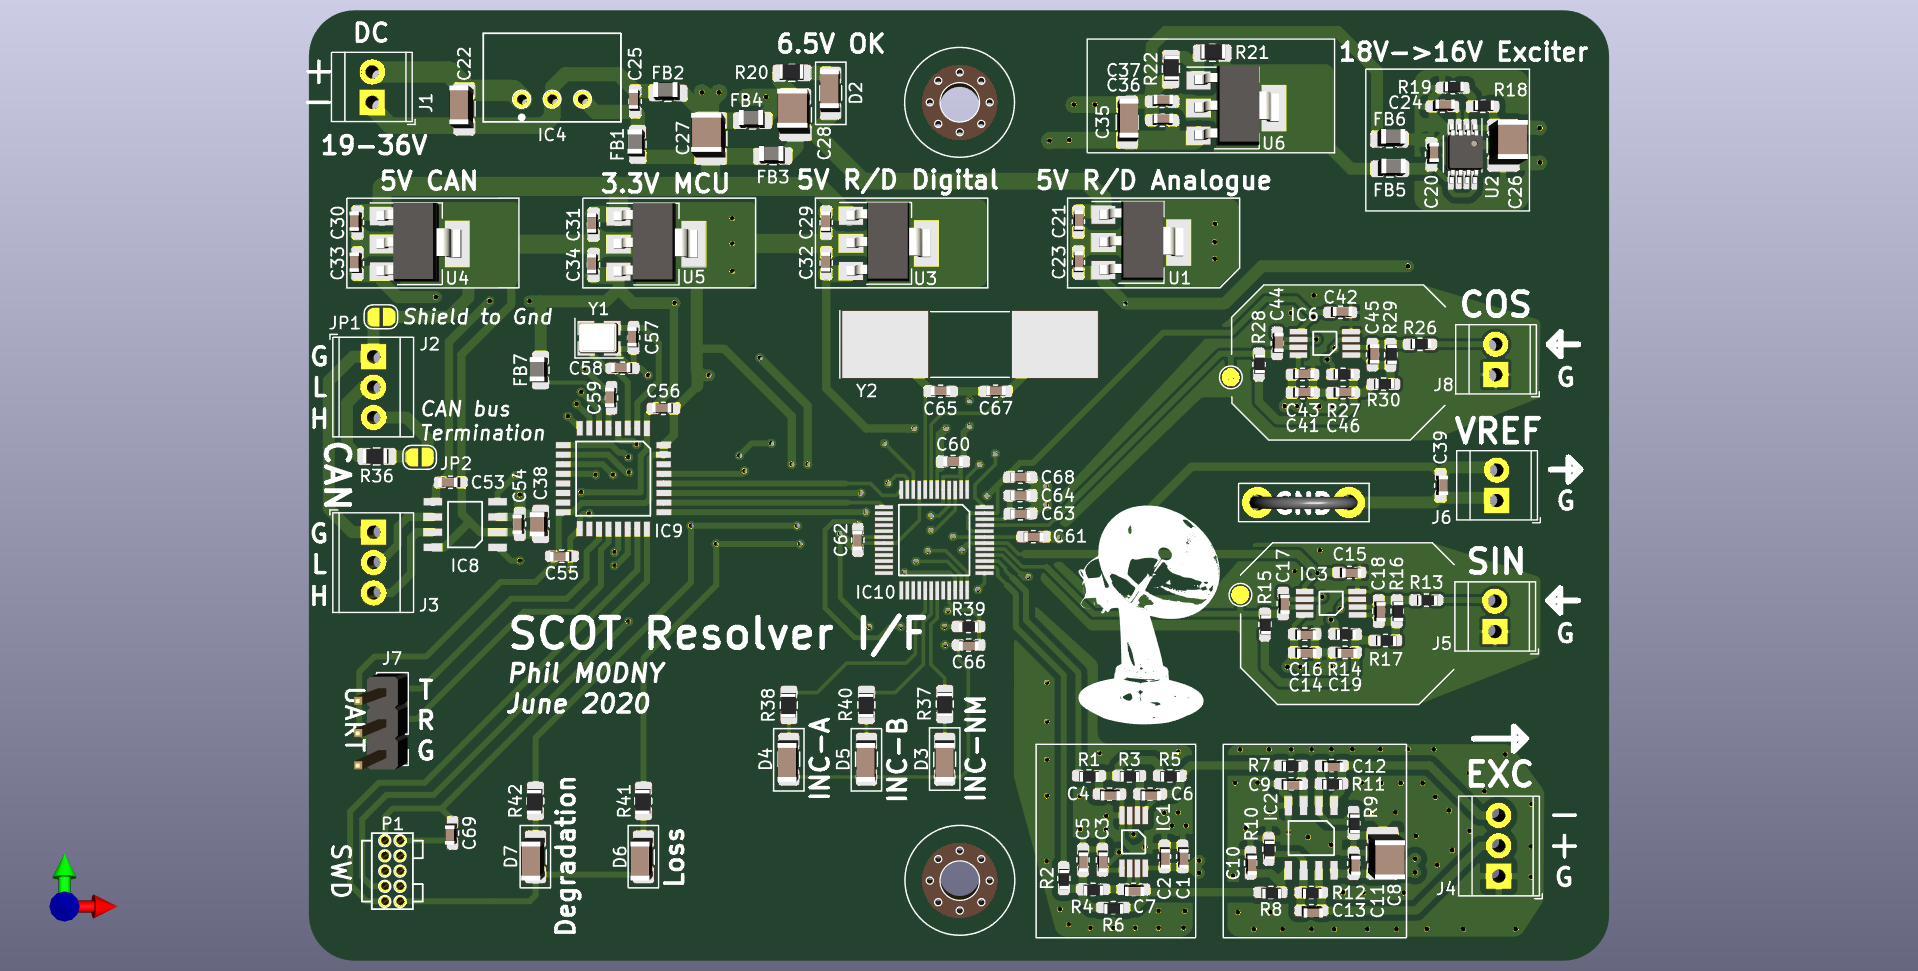 DC
+
−
J1
19-36V
C22
IC4
C25
FB2
FB1
C27
FB4
FB3
R20
6.5V OK
D2
C28
C37
C36
C35
R22
R21
U6
18V->16V Exciter
R19
C24
R18
FB6
FB5
C20
U2
C26
5V CAN
C30
C33
U4
3.3V MCU
C31
C34
U5
5V R/D Digital
C29
C32
U3
5V R/D Analogue
C21
C23
U1
JP1
Shield to Gnd
J2
G
L
H
CAN bus
Termination
CAN
R36
JP2
C53
C54
C38
G
L
H
IC8
J3
Y1
C57
FB7
C58
C59
C56
IC9
C55
Y2
C65
C67
C60
C68
C64
C63
C61
C62
IC10
R39
C66
COS
C44
IC6
C42
C45
R29
R26
R28
C43
R27
R30
C41
C46
J8
G
VREF
C39
J6
G
GND
SIN
C17
IC3
C15
C18
R16
R13
R15
C16
R14
R17
C14
C19
J5
G
SCOT Resolver I/F
Phil M0DNY
June 2020
J7
UART
T
R
G
R38
D4
INC-A
R40
D5
INC-B
R37
D3
INC-NM
P1
SWD
C69
R42
D7
Degradation
R41
D6
Loss
R1
R3
R5
C4
C6
IC1
C5
C3
R2
C2
C1
R4
C7
R6
R7
C12
C9
R11
IC2
R9
R10
C10
R12
R8
C13
C11
C8
EXC
−
+
G
J4